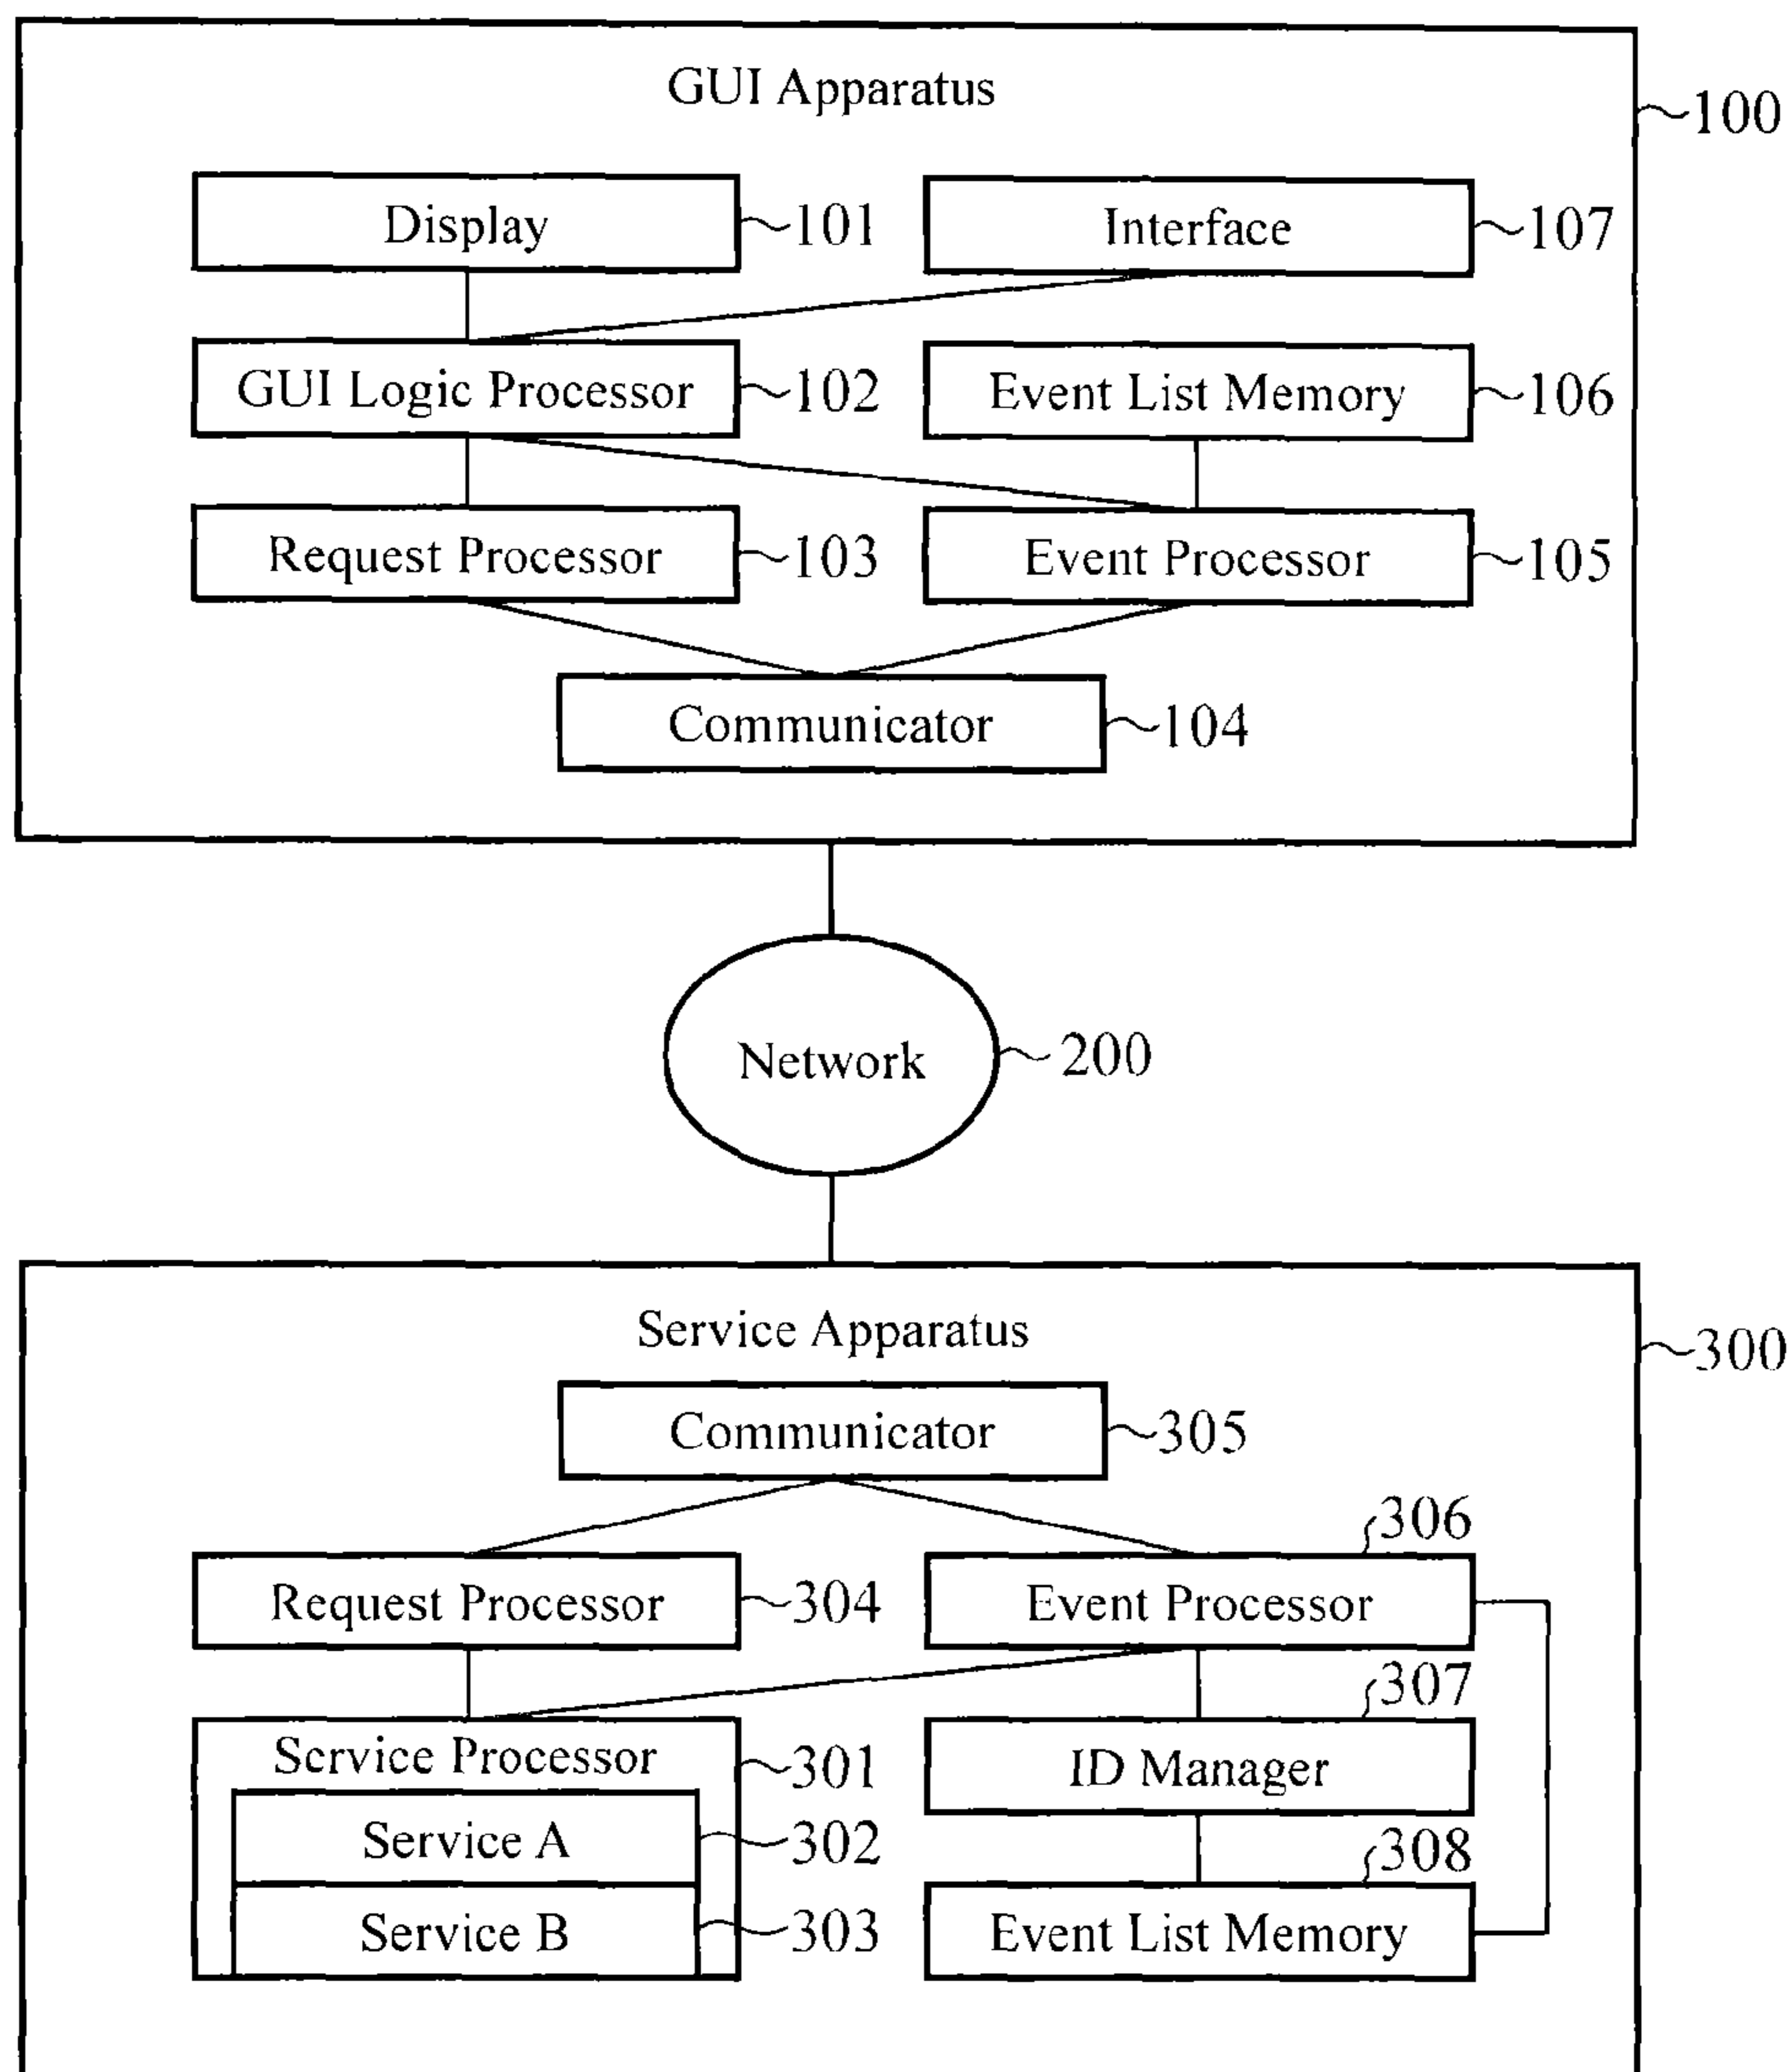 GUI Apparatus
100
Display
101
Interface
107
GUI Logic Processor
102
Event List Memory
106
Request Processor
103
Event Processor
105
Communicator
104
Network
200
Service Apparatus
300
Communicator
305
306
Request Processor
304
Event Processor
307
Service Processor
301
ID Manager
Service A
302
308
Service B
303
Event List Memory